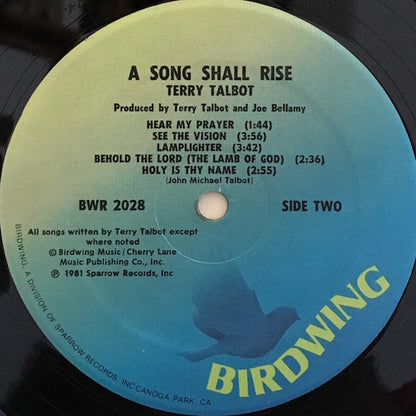 A SONG SHALL RISE
TERRY TALBOT
Produced by Terry Talbot and Joe Bellamy
HEAR MY PRAYER (1:44)
SEE THE VISION (3:56)
LAMPLIGHTER (3:42)
BEHOLD THE LORD (THE LAMB OF GOD) (2:36)
HOLY IS THY NAME (2:55)
(John Michael Talbot)
BWR 2028
SIDE TWO
All songs written by Terry Talbot except
where noted
© Birdwing Music/Cherry Lane
Music Publishing Co., Inc.
℗ 1981 Sparrow Records, Inc
BIRDWING, A DIVISION OF SPARROW RECORDS, INC. CANOGA PARK, CA
BIRDWING